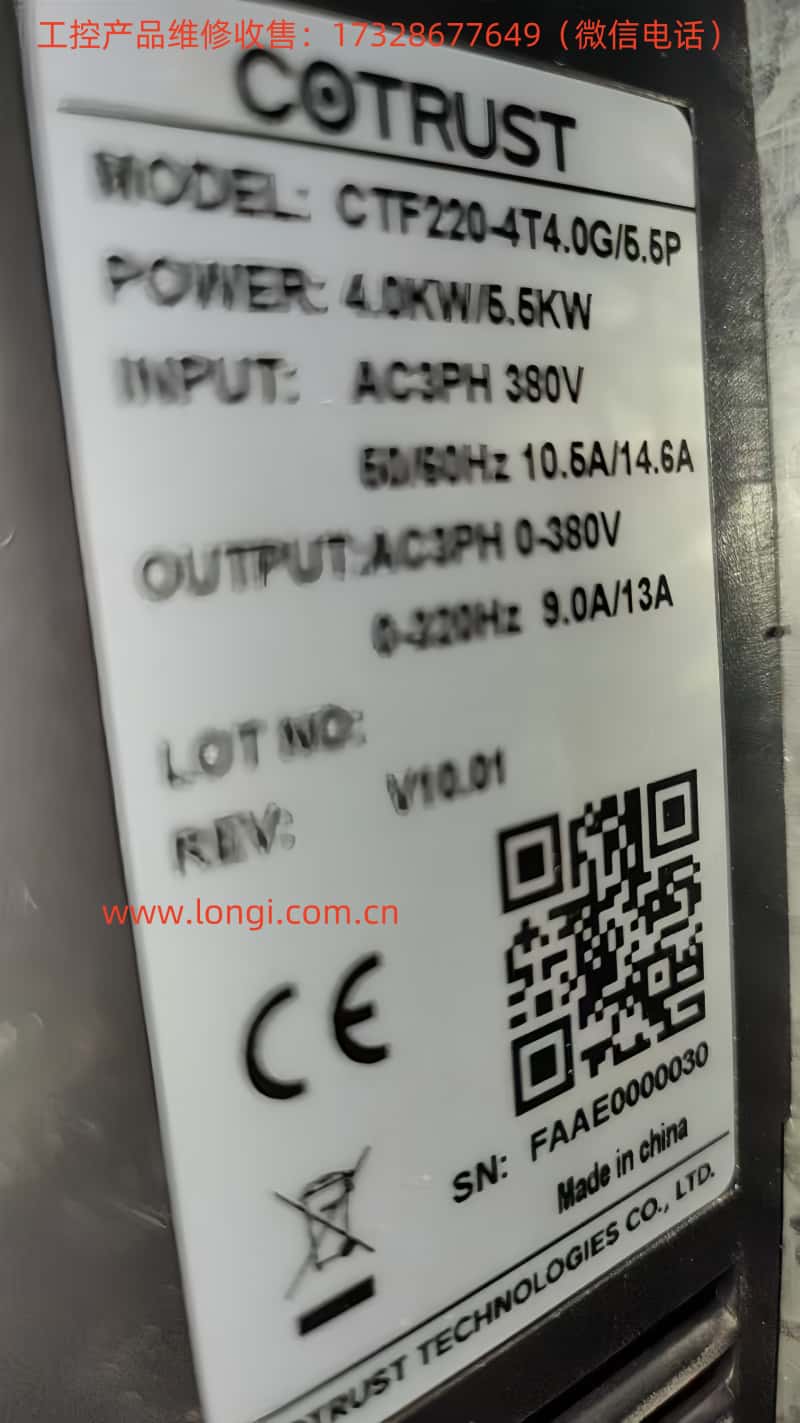 工控产品维修收售：17328677649（微信电话）
COTRUST
MODEL: CTF220-4T4.0G/5.5P
POWER: 4.0KW/5.5KW
INPUT: AC3PH 380V
50/60Hz 10.5A/14.6A
OUTPUT: AC3PH 0-380V
0-220Hz 9.0A/13A
LOT NO:
REV: V10.01
www.longi.com.cn
CE
SN: FAAE0000030
Made in china
COTRUST TECHNOLOGIES CO., LTD.